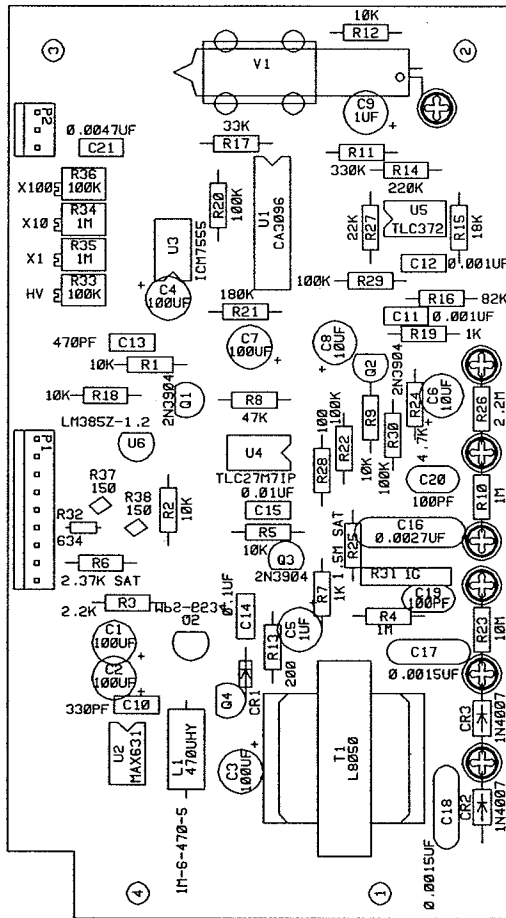 10K
R12
3
2
V1
P2
C9
1UF
+
0.0047UF
C21
33K
R17
R11
330K
R14
220K
X100
R36
100K
R20
100K
U1
CA3096
X10
R34
1M
U3
ICM7555
22K
R27
U5
TLC372
R15
18K
X1
R35
1M
C12
0.001UF
HV
R33
100K
+
C4
100UF
100K
R29
180K
R21
R16
82K
C11
0.001UF
R19
1K
470PF
C13
C7
100UF
+
C8
10UF
+
10K
R1
Q2
2N3904
10K
R18
2N3904
Q1
R8
47K
R9
10K
R24
4.7K
C6
10UF
+
R26
2.2M
LM385Z-1.2
U6
P1
U4
TLC27M7IP
100
R28
100K
R22
R30
100K
C20
100PF
R10
1M
R37
150
R38
150
R2
10K
0.01UF
C15
R32
634
R5
10K
Q3
2N3904
R25
1.5M SAT
C16
0.0027UF
R6
2.37K SAT
R31 1G
R3
2.2K
0.1UF
C14
R7
1K
C19
100PF
C1
100UF
+
C5
1UF
+
R4
1M
R23
10M
C2
100UF
+
R13
200
C17
0.0015UF
330PF
C10
CR1
Q4
U2
MAX631
L1
470UHY
C3
100UF
+
T1
L8050
CR3
1N4007
CR2
1N4007
C18
0.0015UF
1M-6-470-5
4
1